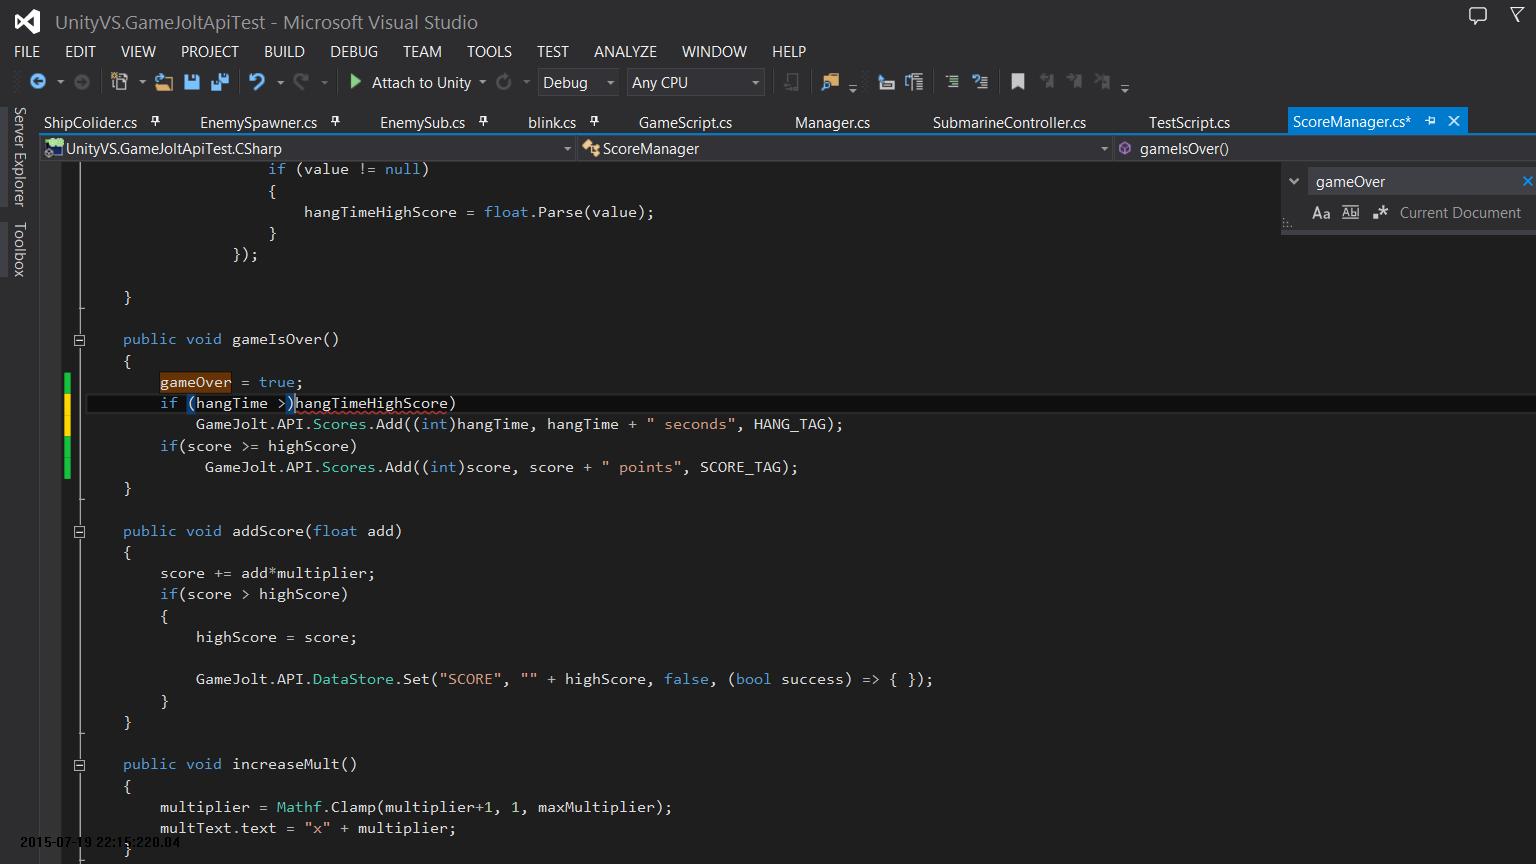 UnityVS.GameJoltApiTest - Microsoft Visual Studio
FILE EDIT VIEW PROJECT BUILD DEBUG TEAM TOOLS TEST ANALYZE WINDOW HELP
Attach to Unity Debug Any CPU
Server Explorer
Toolbox
ShipColider.cs EnemySpawner.cs EnemySub.cs blink.cs GameScript.cs Manager.cs SubmarineController.cs TestScript.cs ScoreManager.cs*
UnityVS.GameJoltApiTest.CSharp ScoreManager gameIsOver()
gameOver
Aa Abl .* Current Document
if (value != null)
{
hangTimeHighScore = float.Parse(value);
}
});
}
public void gameIsOver()
{
gameOver = true;
if (hangTime >)hangTimeHighScore)
GameJolt.API.Scores.Add((int)hangTime, hangTime + " seconds", HANG_TAG);
if(score >= highScore)
GameJolt.API.Scores.Add((int)score, score + " points", SCORE_TAG);
}
public void addScore(float add)
{
score += add*multiplier;
if(score > highScore)
{
highScore = score;
GameJolt.API.DataStore.Set("SCORE", "" + highScore, false, (bool success) => { });
}
}
public void increaseMult()
{
multiplier = Mathf.Clamp(multiplier+1, 1, maxMultiplier);
multText.text = "x" + multiplier;
}
2015-07-19 22:15:220.04